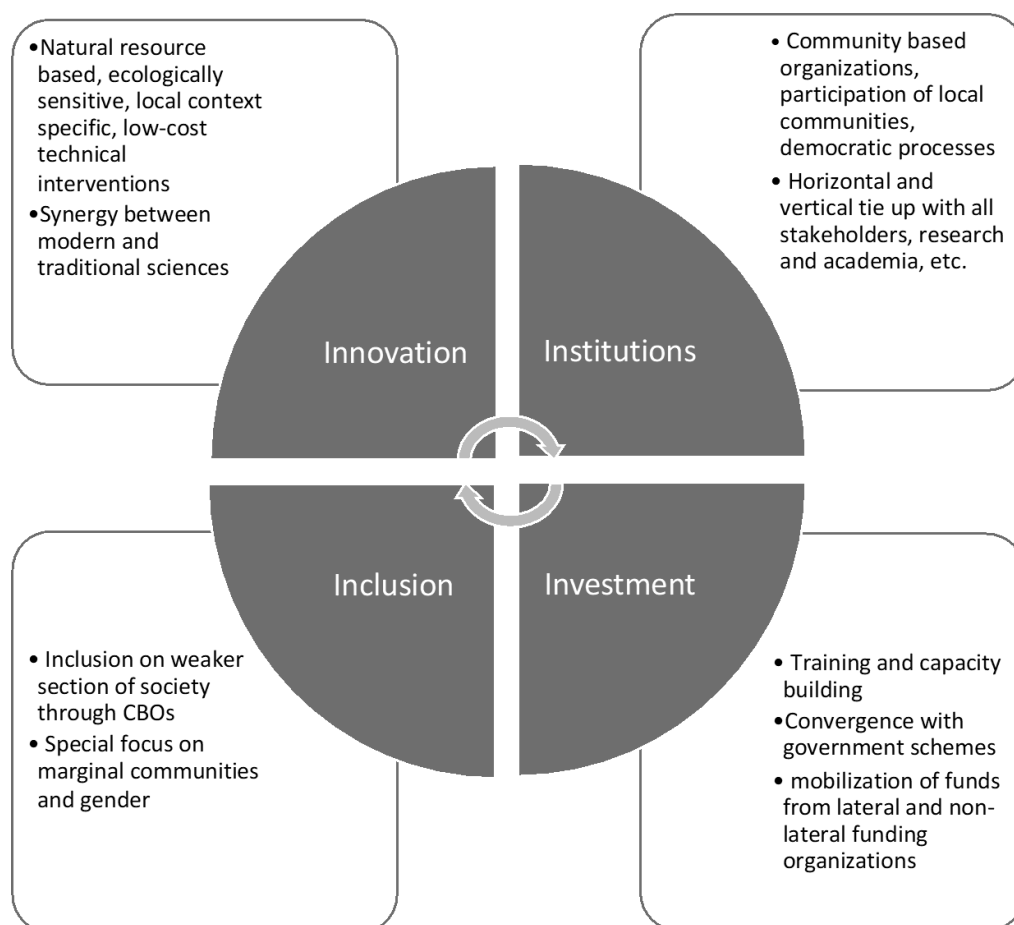 •Natural resource
based, ecologically
sensitive, local context
specific, low-cost
technical
interventions
•Synergy between
modern and
traditional sciences
• Community based
organizations,
participation of local
communities,
democratic processes
• Horizontal and
vertical tie up with all
stakeholders, research
and academia, etc.
Innovation
Institutions
Inclusion
Investment
• Inclusion on weaker
section of society
through CBOs
• Special focus on
marginal communities
and gender
• Training and capacity
building
•Convergence with
government schemes
• mobilization of funds
from lateral and non-
lateral funding
organizations